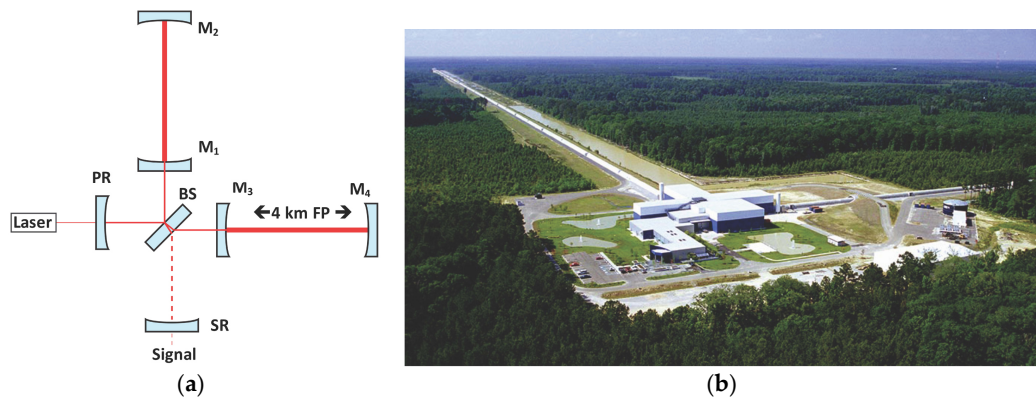 M₂
M₁
PR
BS
M₃
M₄
4 km FP
Laser
SR
Signal
(a)
(b)